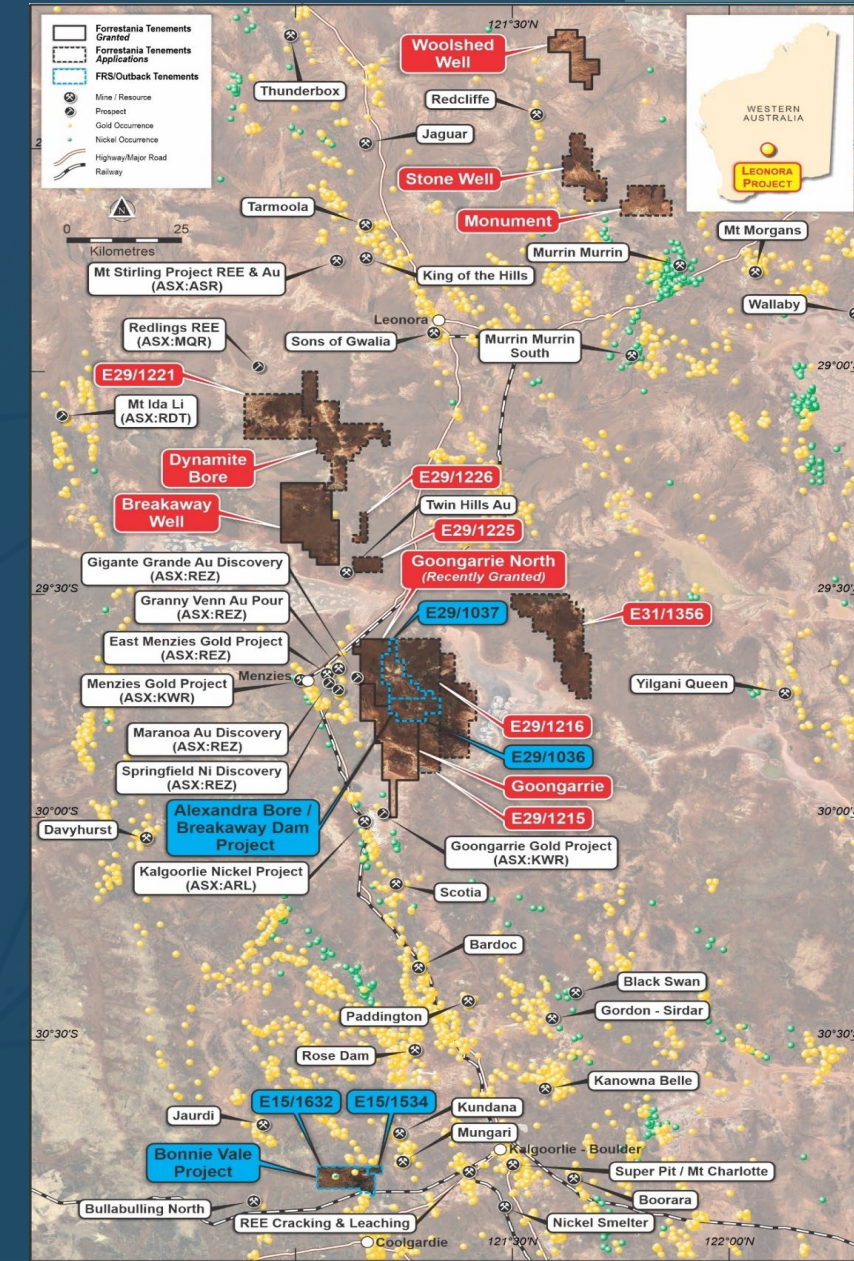 Forrestania Tenements
Granted
Forrestania Tenements
Applications
FRS/Outback Tenements
Mine / Resource
Prospect
Gold Occurrence
Nickel Occurrence
Highway/Major Road
Railway
N
0 25
Kilometres
121°30'
WESTERN
AUSTRALIA
LEONORA
PROJECT
Woolshed
Well
Thunderbox
Redcliffe
Jaguar
Stone Well
Monument
Tarmoola
Mt Morgans
Murrin Murrin
Mt Stirling Project REE & Au
(ASX:ASR)
King of the Hills
Wallaby
Leonora
Redlings REE
(ASX:MQR)
Sons of Gwalia
Murrin Murrin
South
29°00'S
E29/1221
Mt Ida Li
(ASX:RDT)
Dynamite
Bore
E29/1226
Breakaway
Well
Twin Hills Au
E29/1225
Gigante Grande Au Discovery
(ASX:REZ)
Goongarrie North
(Recently Granted)
29°30'S
29°30'S
Granny Venn Au Pour
(ASX:REZ)
E29/1037
E31/1356
East Menzies Gold Project
(ASX:REZ)
Menzies
Menzies Gold Project
(ASX:KWR)
Yilgani Queen
E29/1216
Maranoa Au Discovery
(ASX:REZ)
E29/1036
Springfield Ni Discovery
(ASX:REZ)
Goongarrie
Alexandra Bore /
Breakaway Dam
Project
E29/1215
30°00'S
30°00'S
Davyhurst
Goongarrie Gold Project
(ASX:KWR)
Kalgoorlie Nickel Project
(ASX:ARL)
Scotia
Bardoc
Black Swan
Paddington
Gordon - Sirdar
30°30'S
30°30'S
Rose Dam
Kanowna Belle
E15/1632
E15/1534
Kundana
Jaurdi
Mungari
Kalgoorlie - Boulder
Bonnie Vale
Project
Super Pit / Mt Charlotte
Boorara
Bullabulling North
REE Cracking & Leaching
Nickel Smelter
Coolgardie
121°30'E
122°00'E